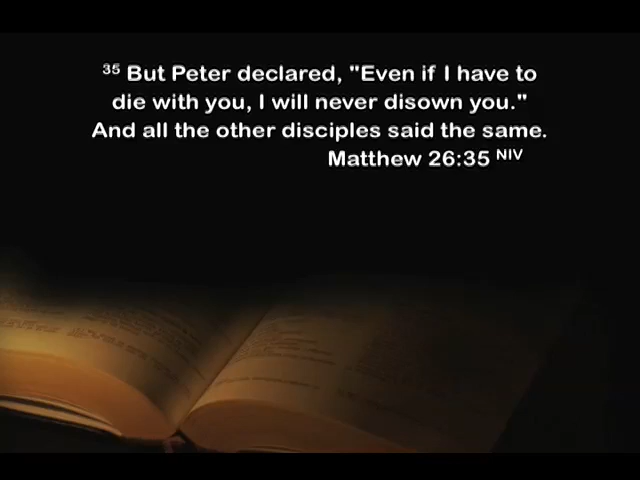 35 But Peter declared, "Even if I have to
die with you, I will never disown you."
And all the other disciples said the same.
Matthew 26:35 NIV